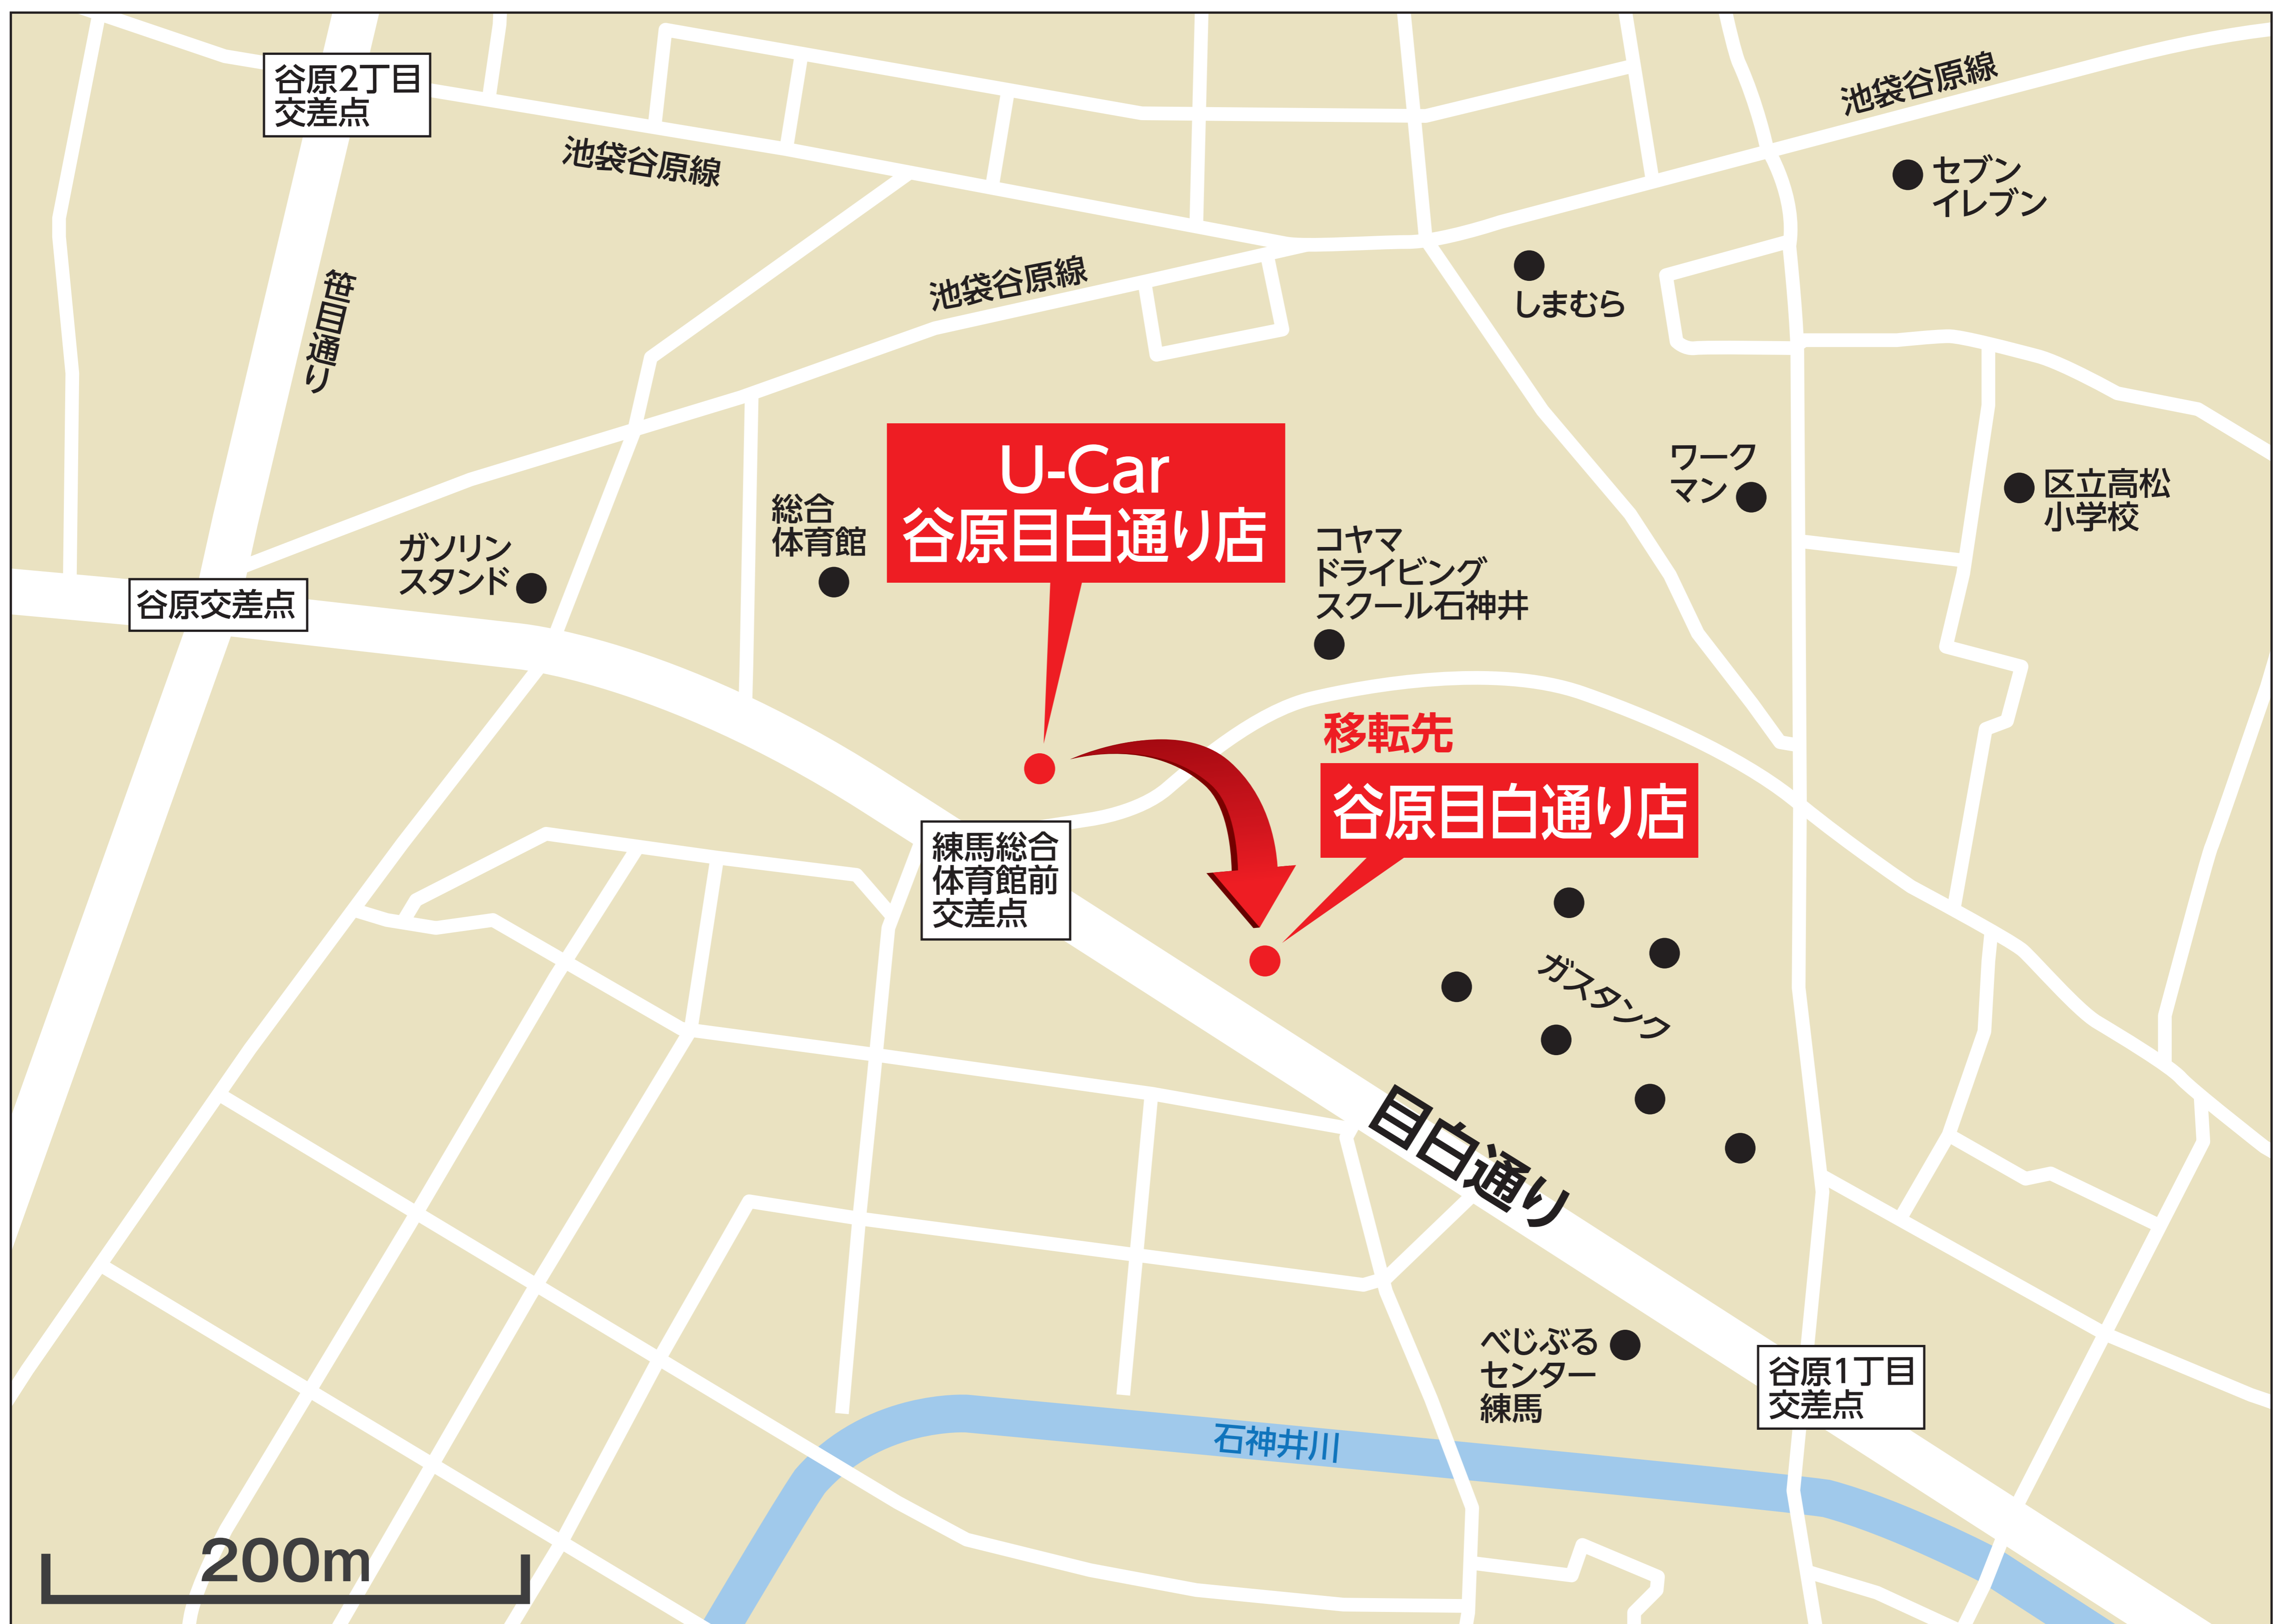 谷原2丁目
交差点
池袋谷原線
池袋谷原線
セブン
イレブン
池袋谷原線
しまむら
笹目通り
U-Car
谷原目白通り店
ワーク
マン
区立高松
小学校
総合
体育館
ガソリン
スタンド
コヤマ
ドライビング
スクール石神井
谷原交差点
移転先
谷原目白通り店
練馬総合
体育館前
交差点
ガスタンク
目白通り
べじぶる
センター
練馬
谷原1丁目
交差点
石神井川
200m